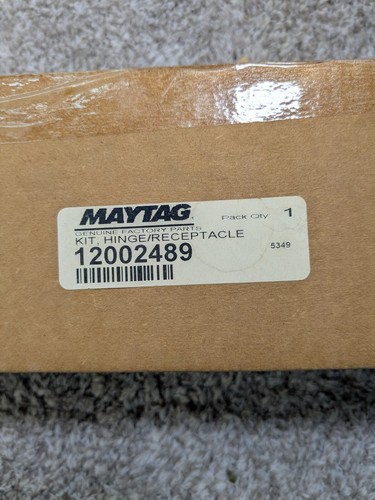 MAYTAG. Pack Qty 1
GENUINE FACTORY PARTS
KIT, HINGE/RECEPTACLE
12002489 5349